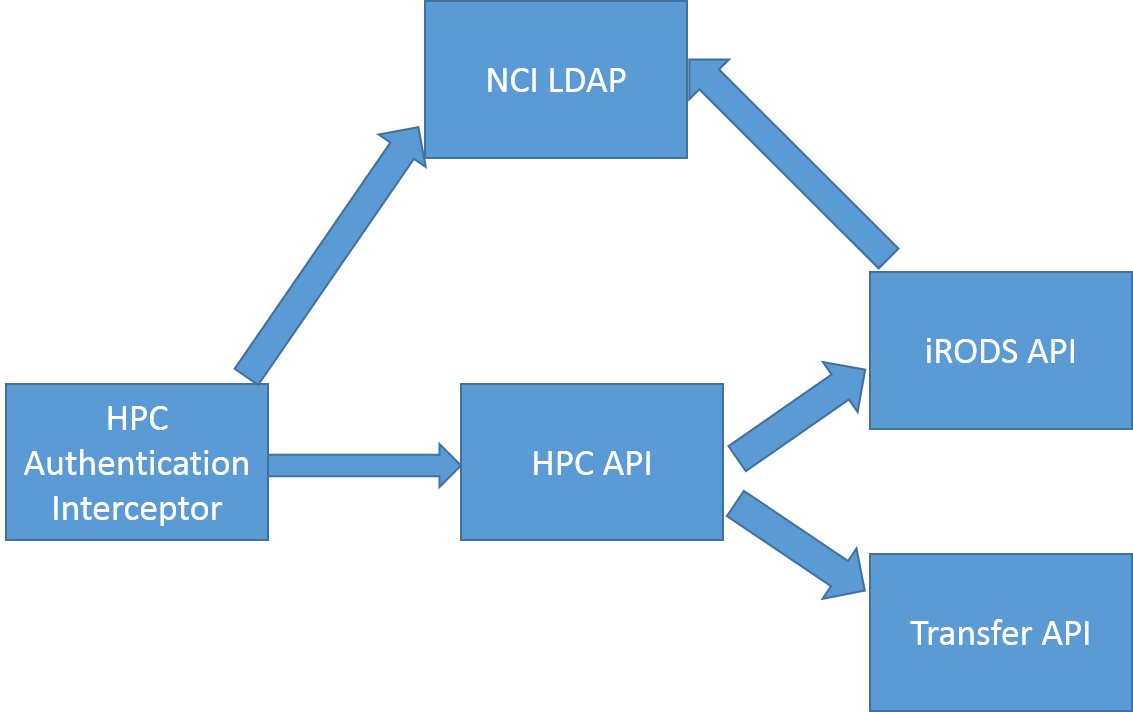 NCI LDAP
iRODS API
HPC
Authentication
Interceptor
HPC API
Transfer API